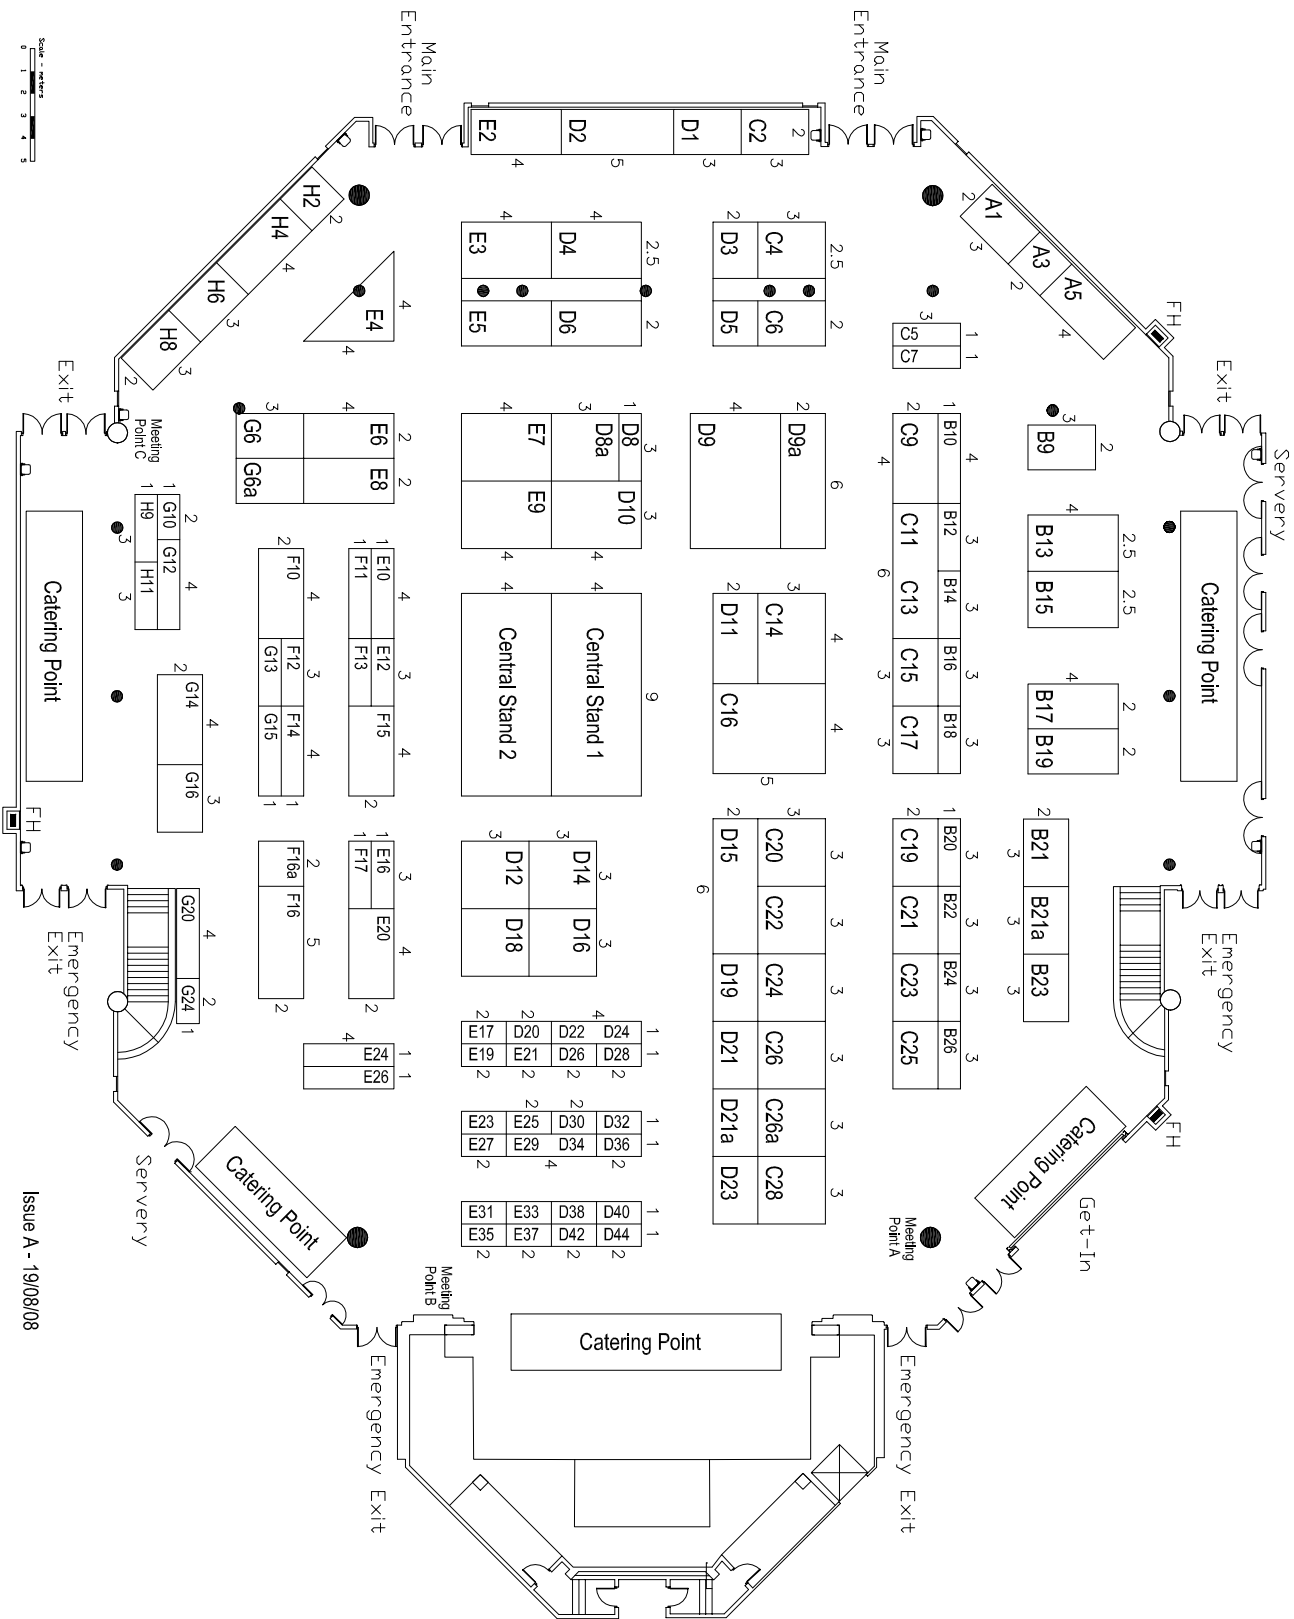 Main
Entrance
Main
Entrance
Scale - meters
0 1 2 3 4 5
E2
D2
D1
C2
2
4
5
3
3
H2
2
H4
4
H6
3
H8
3
2
A1
2
3
A3
2
A5
4
FH
4
4
2
3
E3
D4
2.5
D3
C4
2.5
E5
D6
2
D5
C6
2
E4
4
4
3
C5
1
C7
1
Exit
Exit
Servery
Meeting
Point C
3
4
G6
E6
2
G6a
E8
2
4
3
1
E7
D8a
D8
3
E9
D10
3
4
4
4
2
D9
D9a
6
2
1
C9
B10
4
4
C11
B12
3
6
C13
B14
3
C15
B16
3
3
C17
B18
3
3
3
B9
2
4
B13
2.5
B15
2.5
4
B17
2
B19
2
Catering Point
Catering Point
1
1
H9
G10
2
3
G12
4
H11
3
2
G14
4
G16
3
2
F10
4
G13
F12
3
G15
F14
4
1
1
1
1
F11
E10
4
F13
E12
3
F15
4
2
4
4
Central Stand 2
Central Stand 1
9
2
3
D11
C14
4
C16
4
5
FH
F16a
2
F16
5
2
1
1
F17
E16
3
E20
4
2
3
3
D12
D14
3
D18
D16
3
2
3
D15
C20
3
6
C22
3
D19
C24
3
D21
C26
3
D21a
C26a
3
D23
C28
3
2
1
C19
B20
3
C21
B22
3
C23
B24
3
C25
B26
3
2
B21
3
B21a
3
B23
3
G20
4
G24
2
1
Emergency
Exit
Emergency
Exit
4
E24
1
E26
1
2
2
4
E17
D20
D22
D24
1
E19
E21
D26
D28
1
2
2
2
2
2
2
E23
E25
D30
D32
1
E27
E29
D34
D36
1
2
4
2
E31
E33
D38
D40
1
E35
E37
D42
D44
1
2
2
2
2
FH
Catering Point
Get-In
Servery
Catering Point
Meeting
Point A
Meeting
Point B
Catering Point
Emergency Exit
Emergency Exit
Issue A - 19/08/08